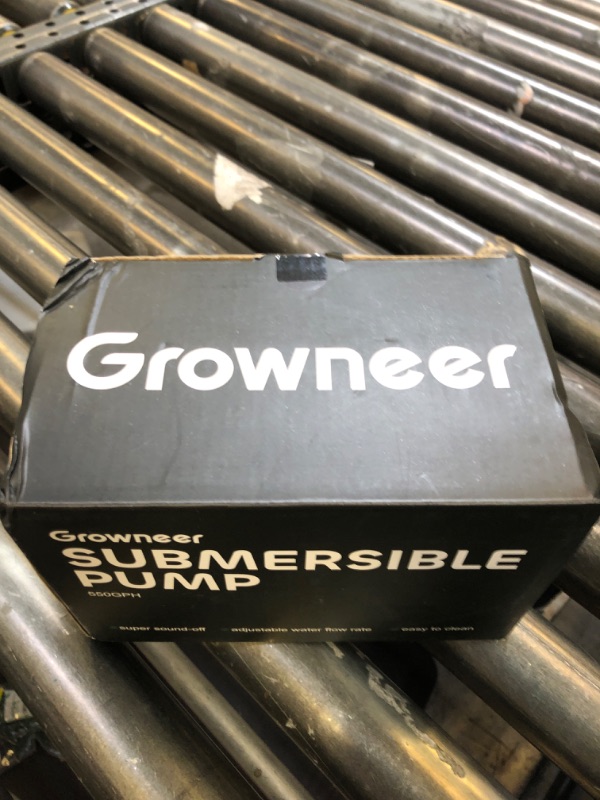 Growneer
Growneer
SUBMERSIBLE
PUMP
550GPH
super sound-off adjustable water flow rate easy to clean